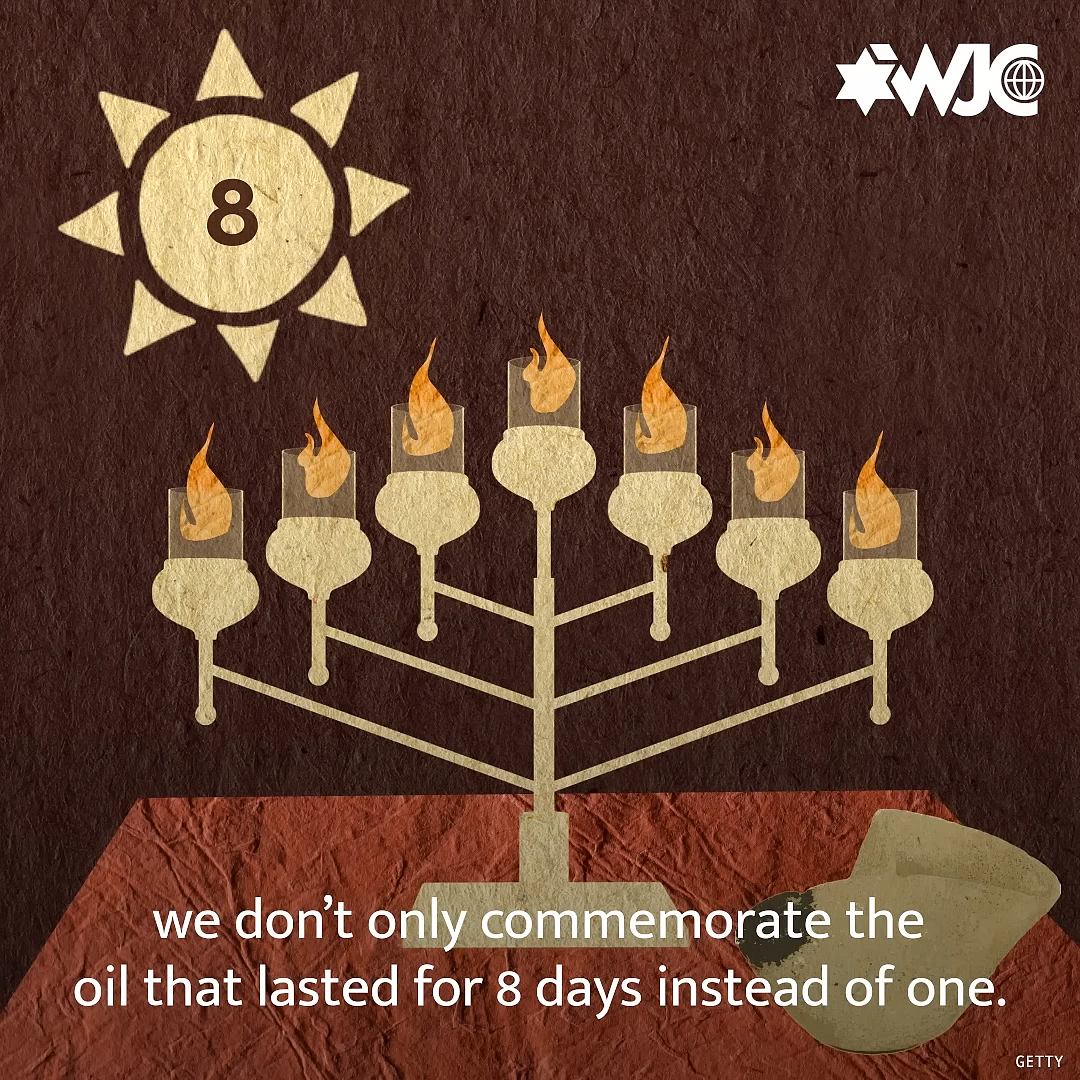 8
WJC
we don’t only commemorate the
oil that lasted for 8 days instead of one.
GETTY